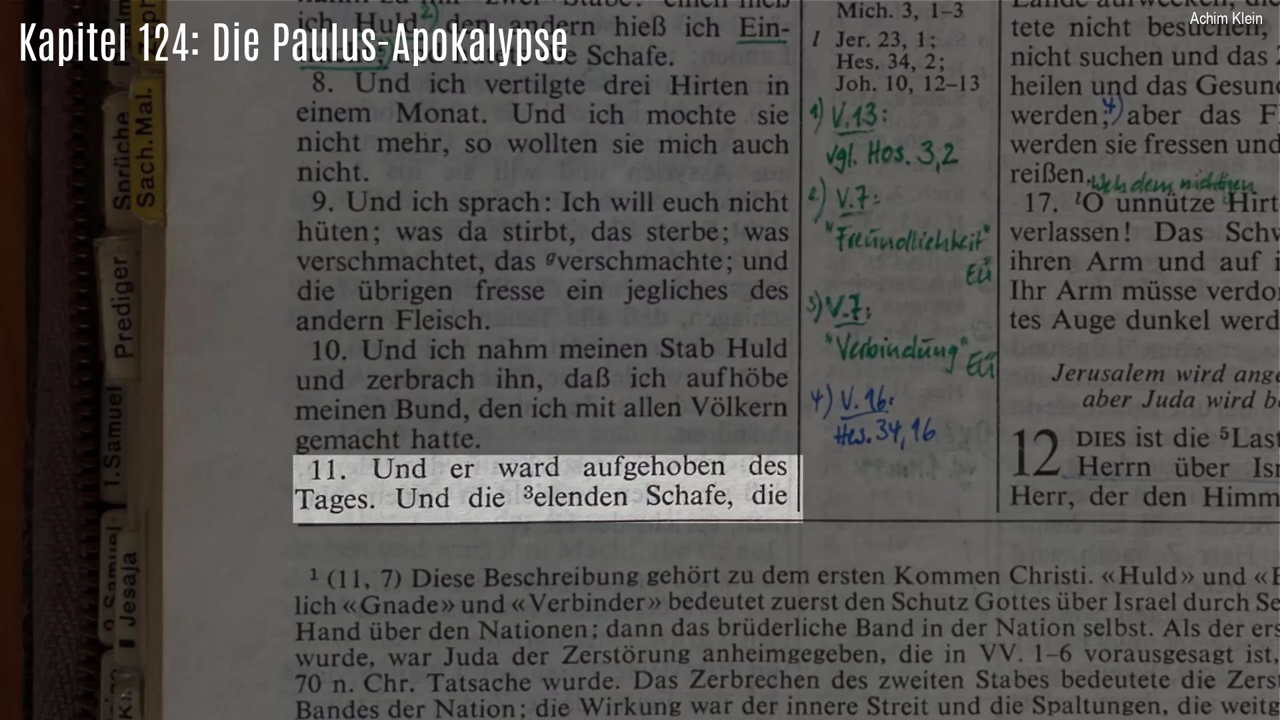 Kapitel 124: Die Paulus-Apokalypse
Achim Klein
Sprüche
Sach. Mal.
Prediger
1. Samuel
2. Samuel
Jesaja
ich Huld²⁾ den andern hieß ich Ein-
Schafe.
8. Und ich vertilgte drei Hirten in
einem Monat. Und ich mochte sie
nicht mehr, so wollten sie mich auch
nicht.
9. Und ich sprach: Ich will euch nicht
hüten; was da stirbt, das sterbe; was
verschmachtet, das ᵍverschmachte; und
die übrigen fresse ein jegliches des
andern Fleisch.
10. Und ich nahm meinen Stab Huld
und zerbrach ihn, daß ich aufhöbe
meinen Bund, den ich mit allen Völkern
gemacht hatte.
11. Und er ward aufgehoben des
Tages. Und die ³elenden Schafe, die
Mich. 3, 1–3
l Jer. 23, 1;
Hes. 34, 2;
Joh. 10, 12–13
1) V.13:
vgl. Hos. 3,2
2) V.7:
"Freundlichkeit"
EÜ
3) V.7:
"Verbindung"
EÜ
4) V.16:
Hes. 34,16
tete nicht besuchen,
nicht suchen und das
heilen und das Gesun
werden;⁴⁾ aber das F
werden sie fressen und
reißen.
Weh dem nichtigen
17. ˡO unnütze Hirt
verlassen! Das Schw
ihren Arm und auf i
Ihr Arm müsse verdo
tes Auge dunkel werd
Jerusalem wird ang
aber Juda wird b
12 DIES ist die ⁵Las
Herrn über Isr
Herr, der den Himm
¹ (11, 7) Diese Beschreibung gehört zu dem ersten Kommen Christi. «Huld» und «
lich «Gnade» und «Verbinder» bedeutet zuerst den Schutz Gottes über Israel durch Se
Hand über den Nationen; dann das brüderliche Band in der Nation selbst. Als der ers
wurde, war Juda der Zerstörung anheimgegeben, die in VV. 1–6 vorausgesagt ist,
70 n. Chr. Tatsache wurde. Das Zerbrechen des zweiten Stabes bedeutete die Zers
Bandes der Nation; die Wirkung war der innere Streit und die Spaltungen, die weitg